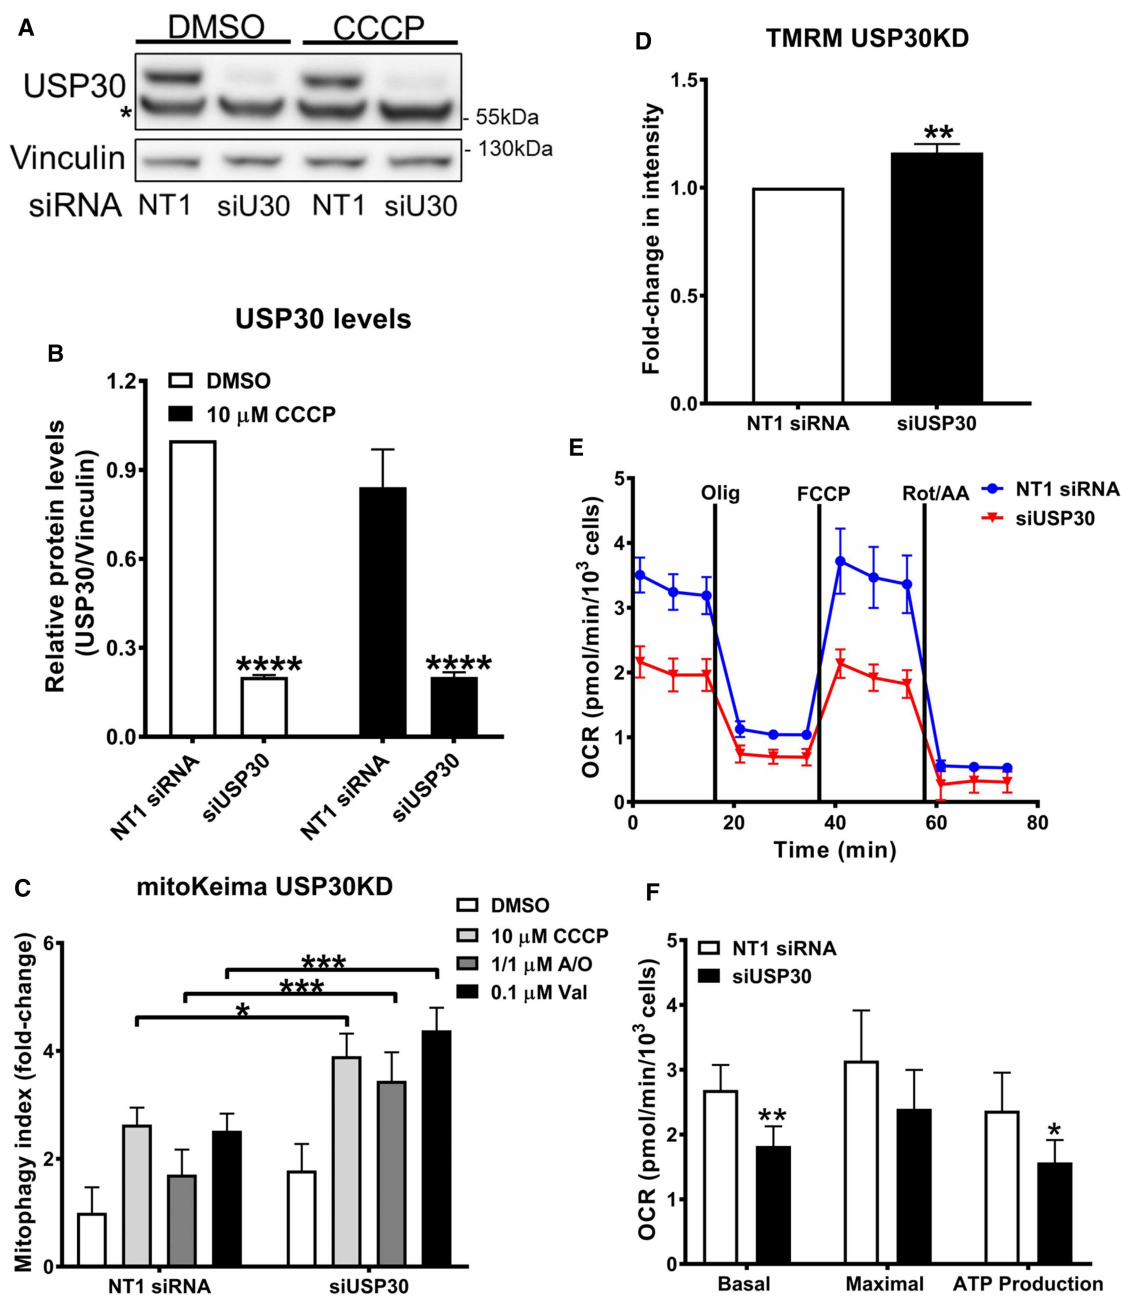 A
DMSO CCCP
USP30
*
- 55kDa
Vinculin
- 130kDa
siRNA NT1 siU30 NT1 siU30
B
USP30 levels
DMSO
10 μM CCCP
Relative protein levels
(USP30/Vinculin)
1.2
0.9
0.6
0.3
0.0
**** ****
NT1 siRNA siUSP30 NT1 siRNA siUSP30
C
mitoKeima USP30KD
DMSO
10 μM CCCP
1/1 μM A/O
0.1 μM Val
Mitophagy index (fold-change)
6
4
2
0
***
***
*
NT1 siRNA siUSP30
D
TMRM USP30KD
Fold-change in intensity
1.5
1.0
0.5
0.0
**
NT1 siRNA siUSP30
E
Olig FCCP Rot/AA
NT1 siRNA
siUSP30
OCR (pmol/min/10³ cells)
5
4
3
2
1
0
0 20 40 60 80
Time (min)
F
NT1 siRNA
siUSP30
OCR (pmol/min/10³ cells)
5
4
3
2
1
0
** *
Basal Maximal ATP Production